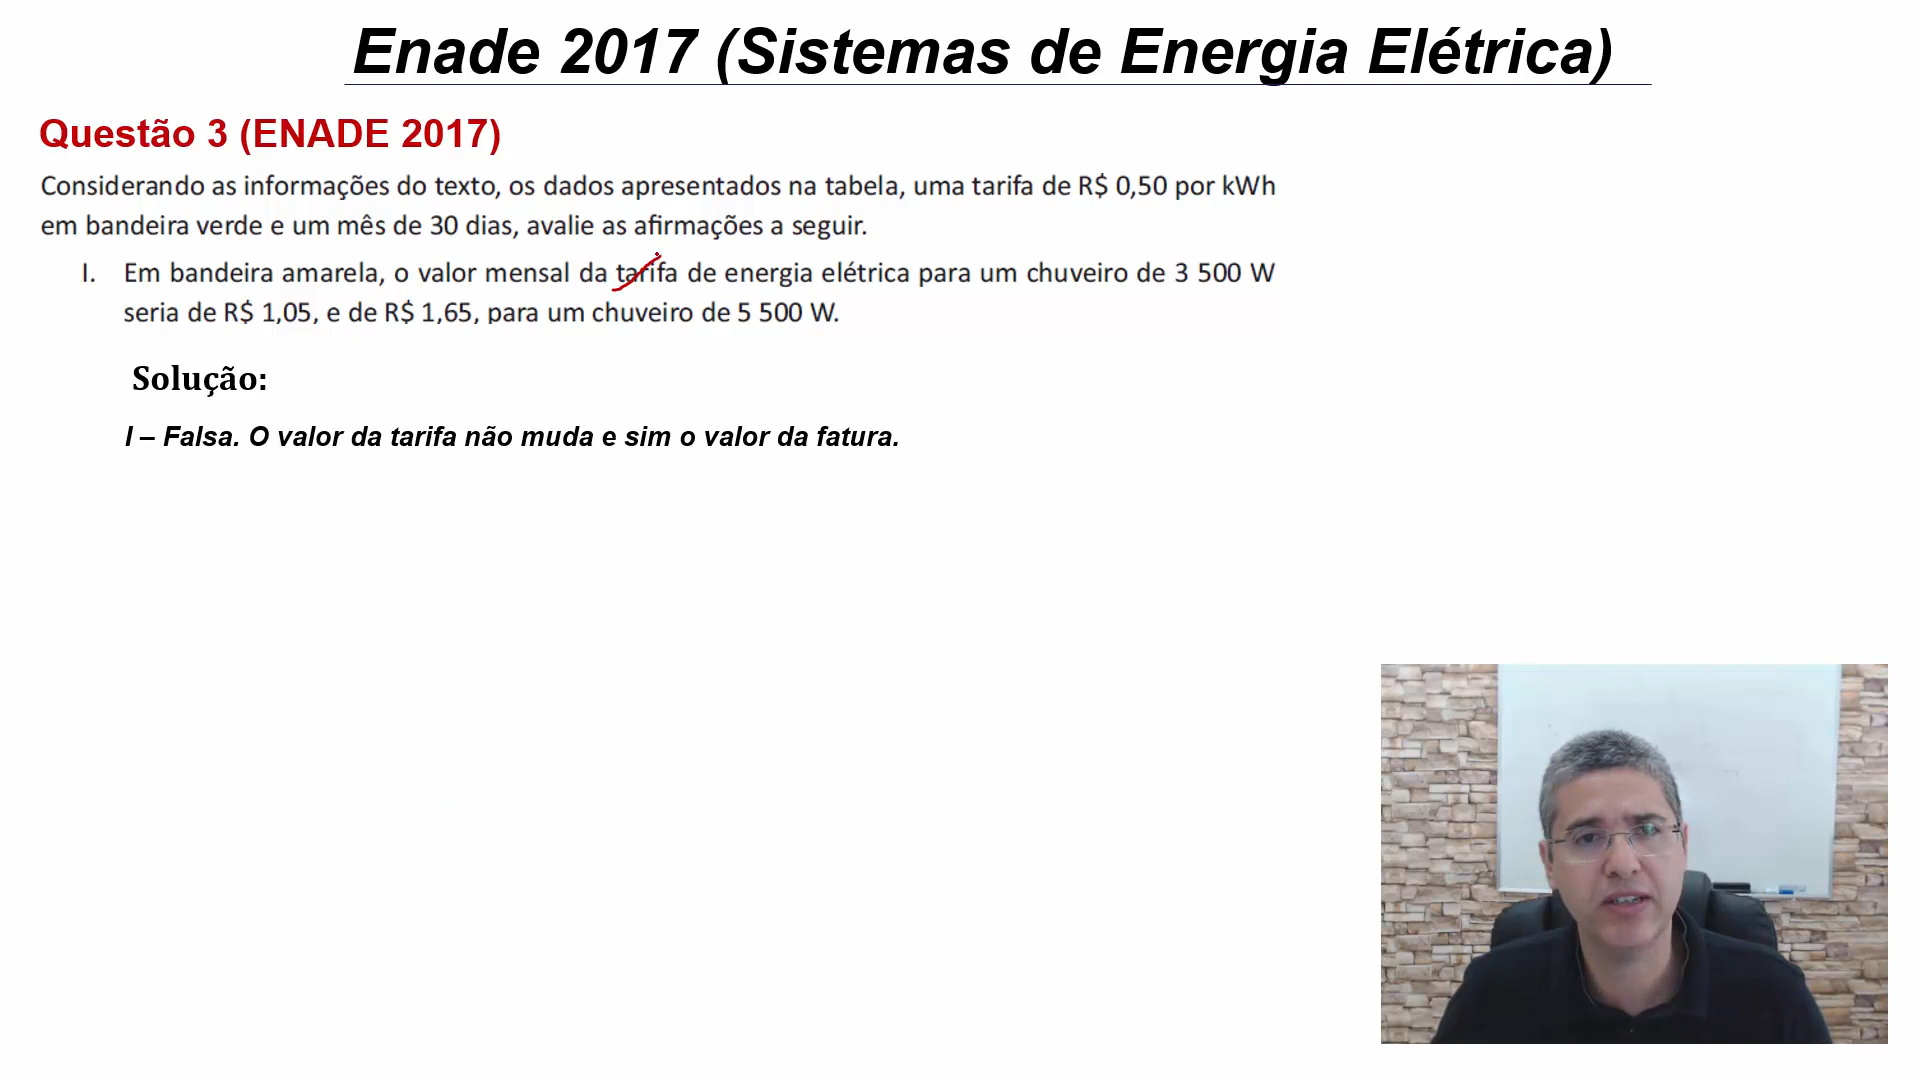 Enade 2017 (Sistemas de Energia Elétrica)
Questão 3 (ENADE 2017)
Considerando as informações do texto, os dados apresentados na tabela, uma tarifa de R$ 0,50 por kWh
em bandeira verde e um mês de 30 dias, avalie as afirmações a seguir.
I. Em bandeira amarela, o valor mensal da tarifa de energia elétrica para um chuveiro de 3 500 W
seria de R$ 1,05, e de R$ 1,65, para um chuveiro de 5 500 W.
Solução:
I – Falsa. O valor da tarifa não muda e sim o valor da fatura.